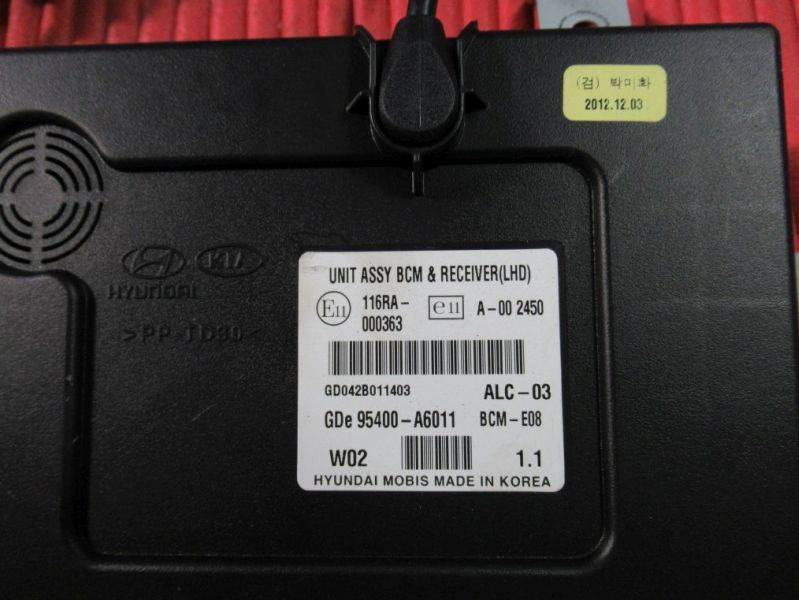 (검) 박미화
2012.12.03
HYUNDAI
KIA
>PP-TD30<
UNIT ASSY BCM & RECEIVER(LHD)
E11 116RA-000363 e11 A-00 2450
GD042B011403 ALC-03
GDe 95400-A6011 BCM-E08
W02 1.1
HYUNDAI MOBIS MADE IN KOREA